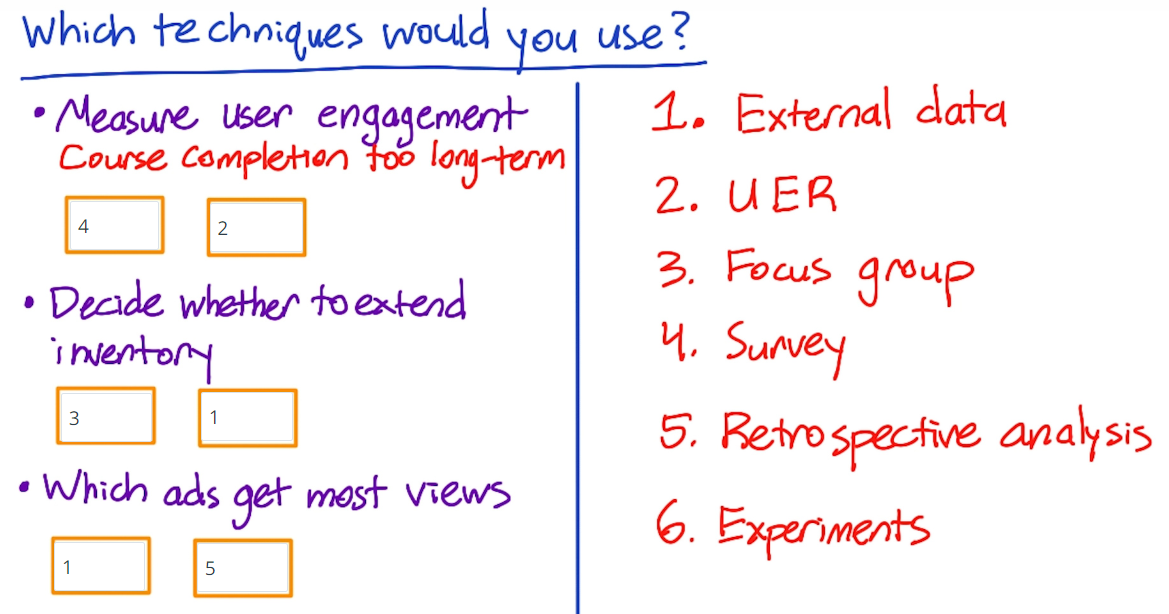 Which techniques would you use?
• Measure user engagement
Course completion too long-term
4 2
• Decide whether to extend
inventory
3 1
• Which ads get most views
1 5
1. External data
2. UER
3. Focus group
4. Survey
5. Retrospective analysis
6. Experiments